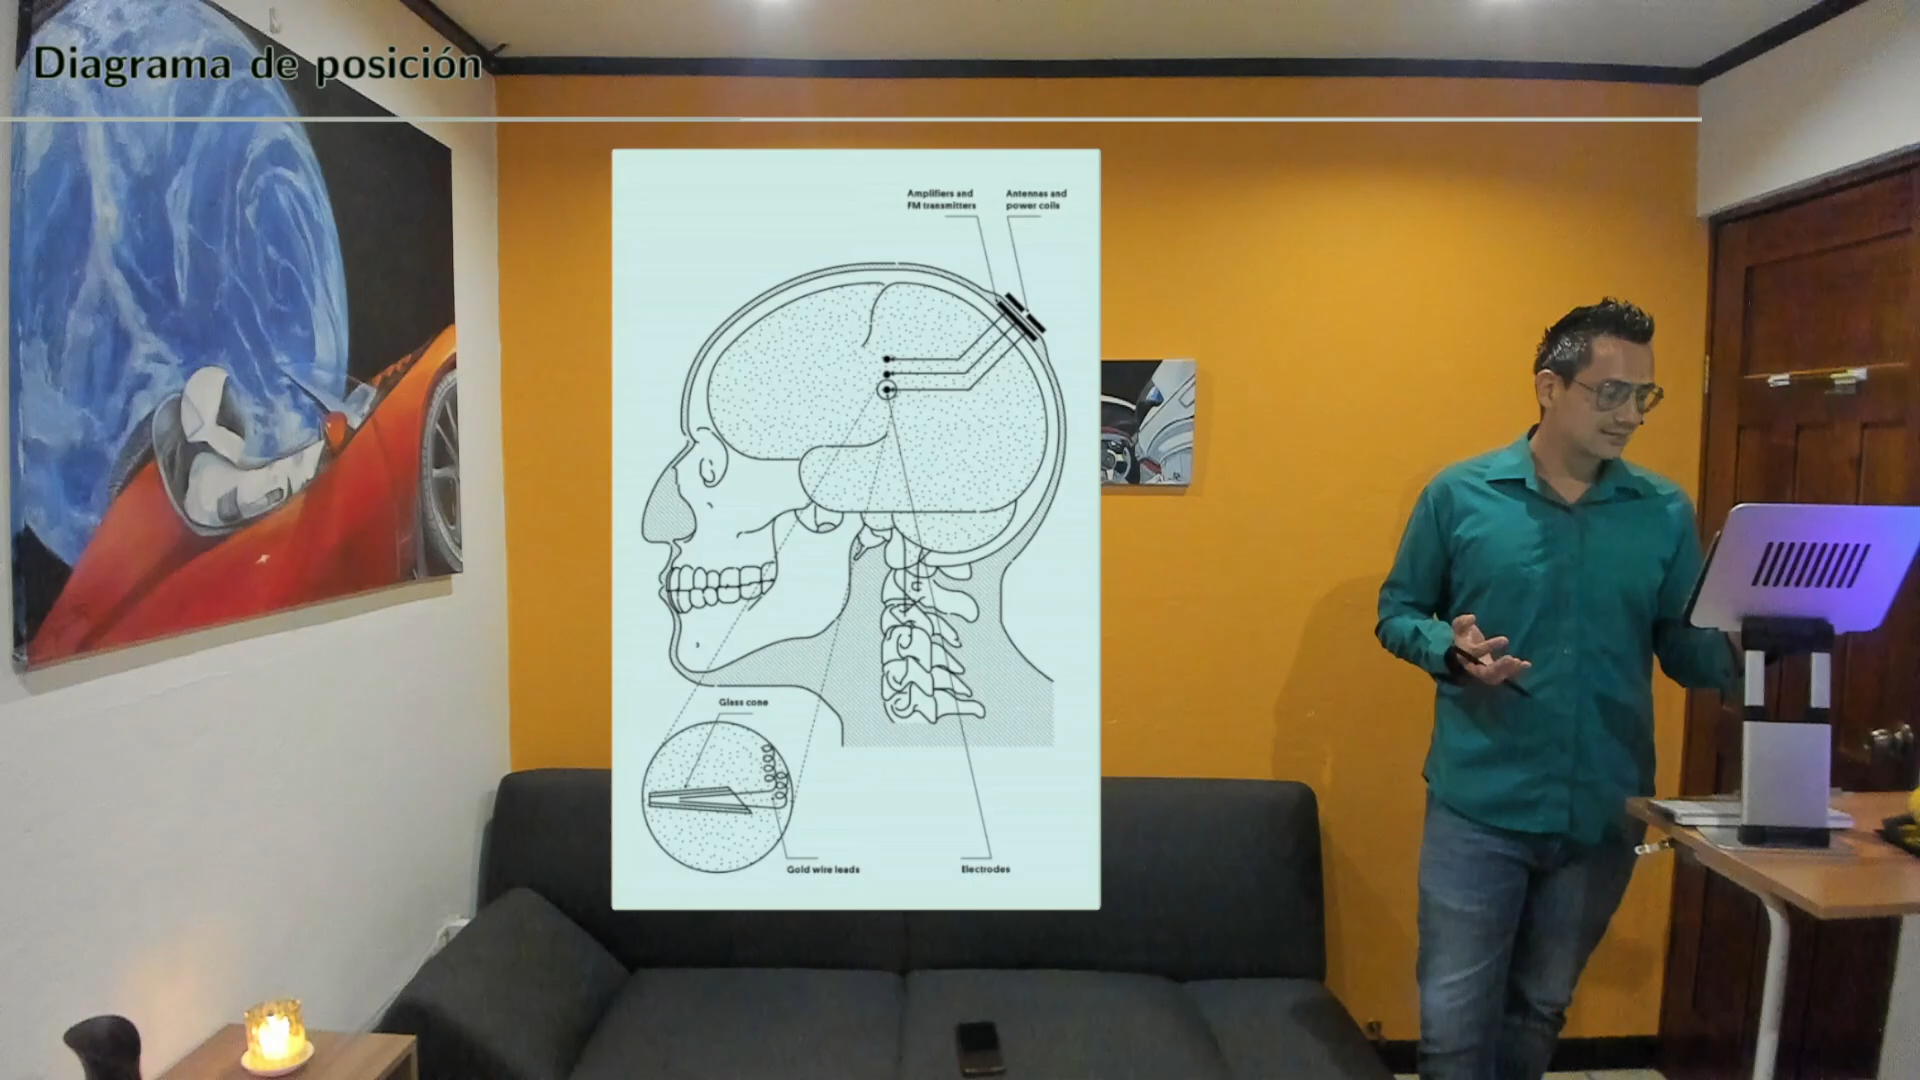 Diagrama de posición
Amplifiers and
FM transmitters
Antennas and
power coils
Glass cone
Gold wire leads
Electrodes